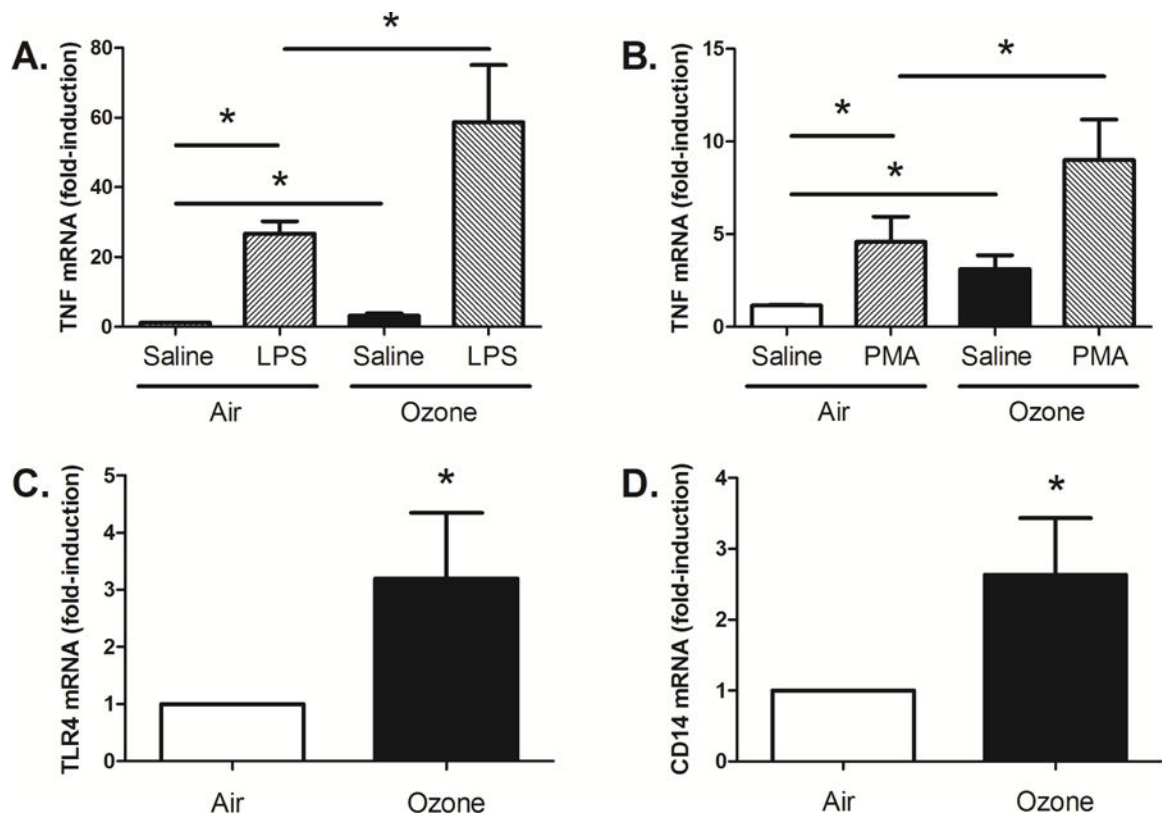 A.
TNF mRNA (fold-induction)
80
60
40
20
0
*
*
*
Saline LPS Saline LPS
Air Ozone
B.
TNF mRNA (fold-induction)
15
10
5
0
*
*
*
Saline PMA Saline PMA
Air Ozone
C.
TLR4 mRNA (fold-induction)
5
4
3
2
1
0
*
Air Ozone
D.
CD14 mRNA (fold-induction)
4
3
2
1
0
*
Air Ozone